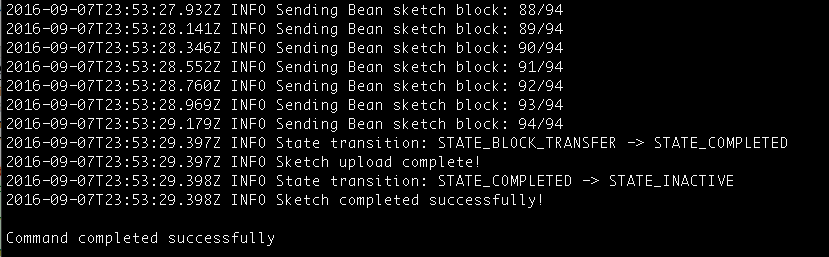 2016-09-07T23:53:27.932Z INFO Sending Bean sketch block: 88/94
2016-09-07T23:53:28.141Z INFO Sending Bean sketch block: 89/94
2016-09-07T23:53:28.346Z INFO Sending Bean sketch block: 90/94
2016-09-07T23:53:28.552Z INFO Sending Bean sketch block: 91/94
2016-09-07T23:53:28.760Z INFO Sending Bean sketch block: 92/94
2016-09-07T23:53:28.969Z INFO Sending Bean sketch block: 93/94
2016-09-07T23:53:29.179Z INFO Sending Bean sketch block: 94/94
2016-09-07T23:53:29.397Z INFO State transition: STATE_BLOCK_TRANSFER -> STATE_COMPLETED
2016-09-07T23:53:29.397Z INFO Sketch upload complete!
2016-09-07T23:53:29.398Z INFO State transition: STATE_COMPLETED -> STATE_INACTIVE
2016-09-07T23:53:29.398Z INFO Sketch completed successfully!
Command completed successfully